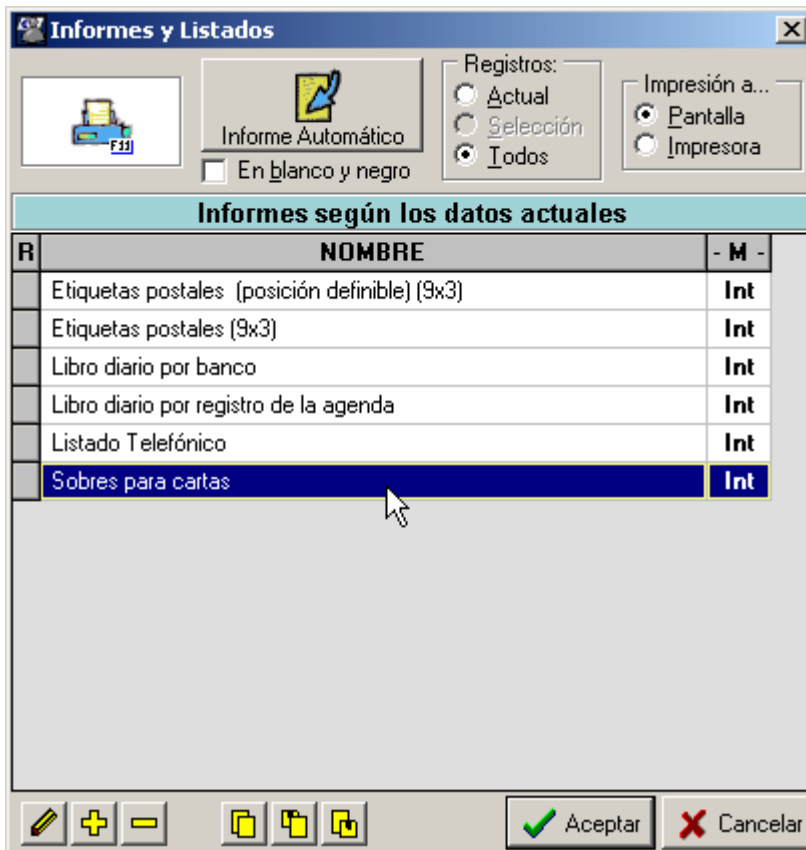 Informes y Listados
F11
Informe Automático
En blanco y negro
Registros:
Actual
Selección
Todos
Impresión a...
Pantalla
Impresora
Informes según los datos actuales
R NOMBRE - M -
Etiquetas postales (posición definible) (9x3) Int
Etiquetas postales (9x3) Int
Libro diario por banco Int
Libro diario por registro de la agenda Int
Listado Telefónico Int
Sobres para cartas Int
Aceptar Cancelar